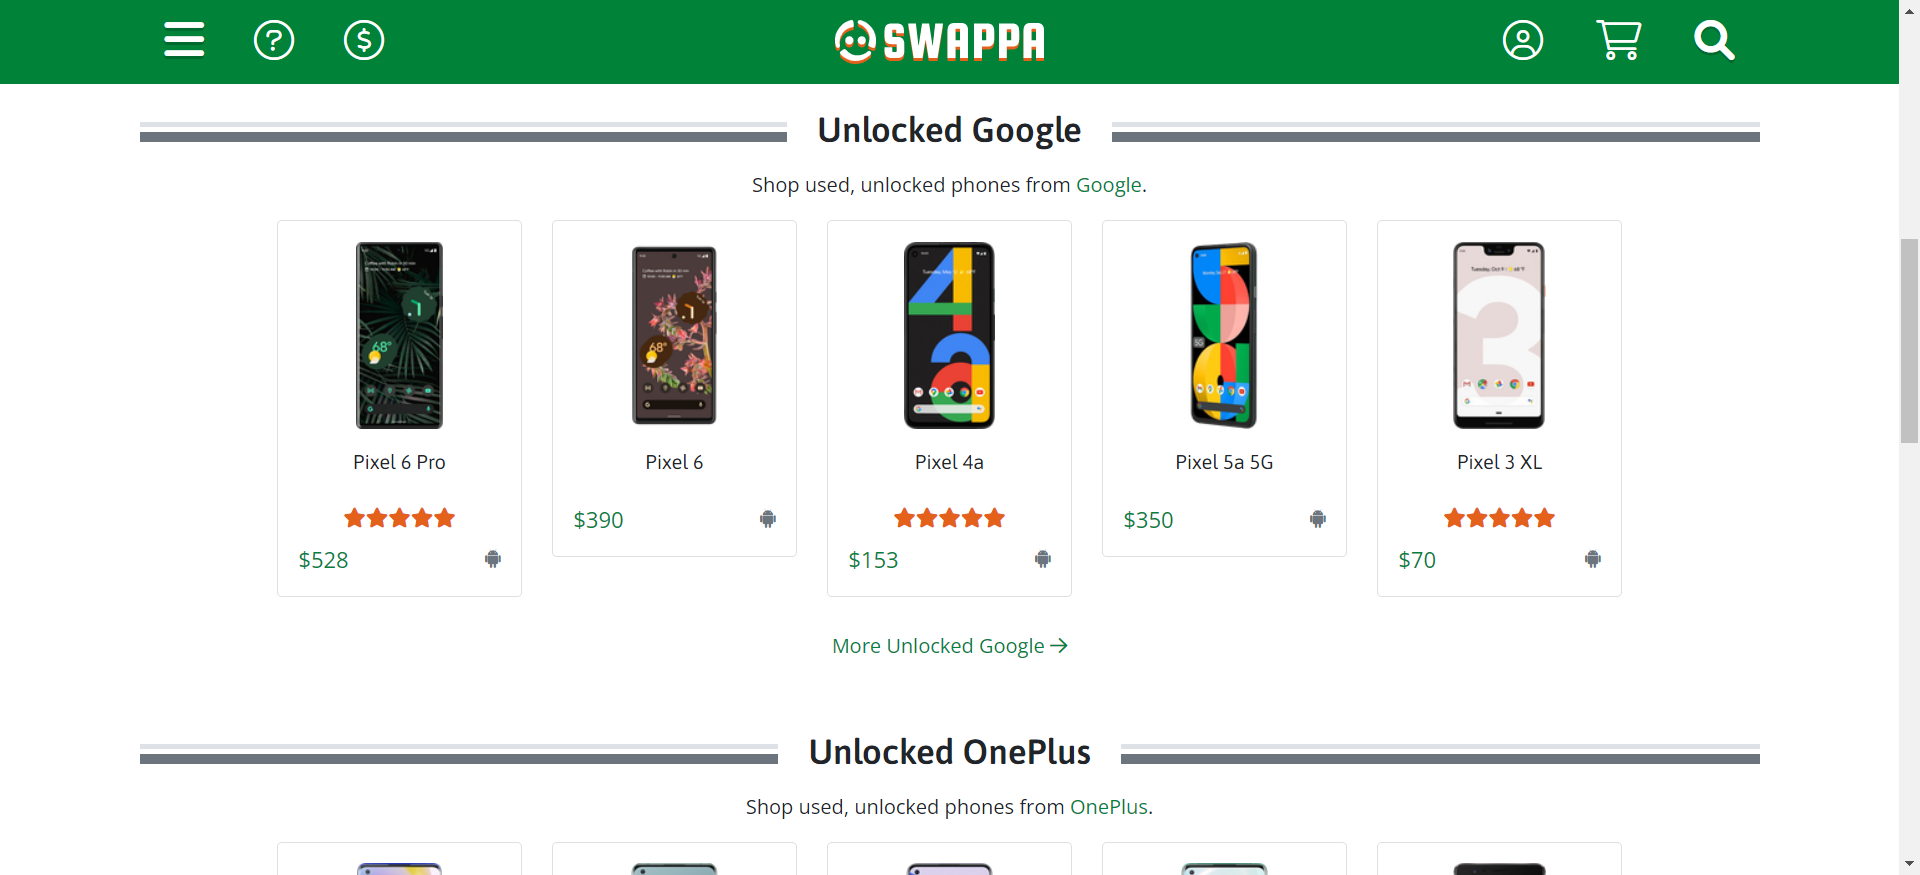 SWAPPA
Unlocked Google
Shop used, unlocked phones from Google.
Pixel 6 Pro
Pixel 6
Pixel 4a
Pixel 5a 5G
Pixel 3 XL
$528
$390
$153
$350
$70
More Unlocked Google
Unlocked OnePlus
Shop used, unlocked phones from OnePlus.